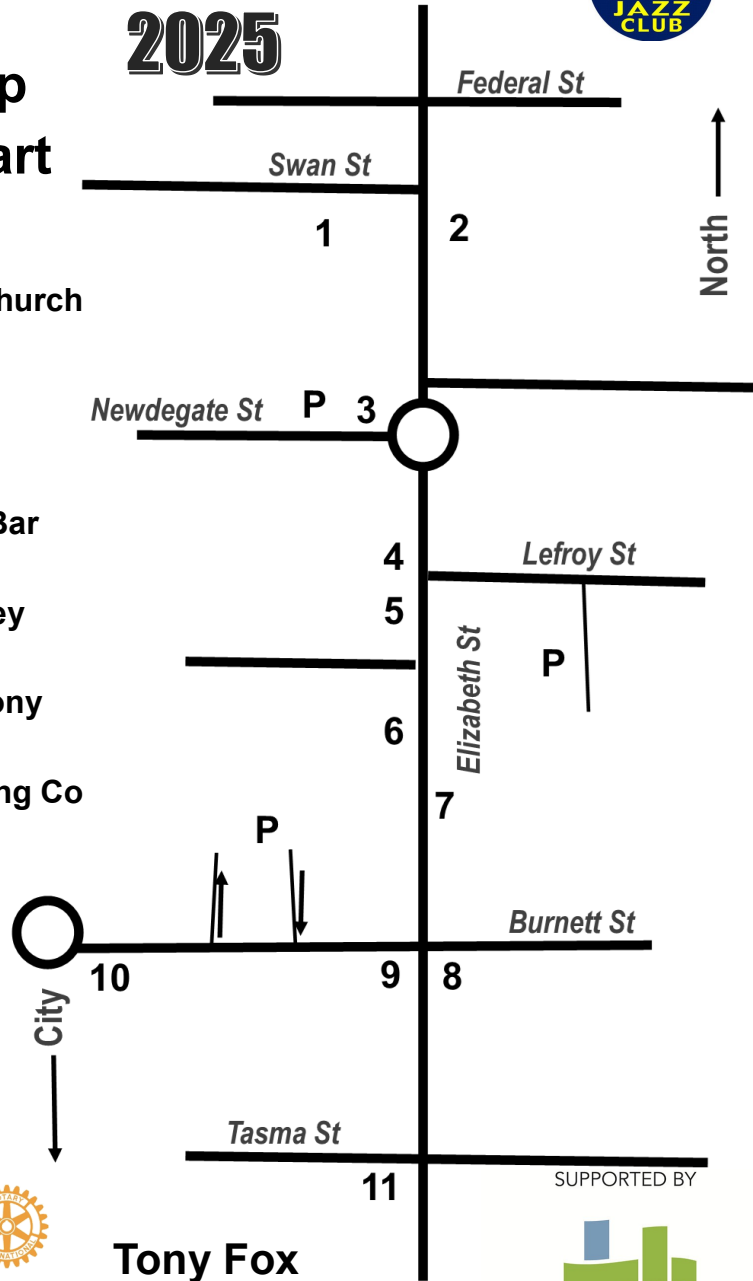 JAZZ
CLUB
2025
p
art
Federal St
Swan St
1
2
North
hurch
Newdegate St
P
3
Bar
4
Lefroy St
5
ey
Elizabeth St
P
ony
6
ng Co
7
P
Burnett St
10
9
8
City
Tasma St
11
SUPPORTED BY
Tony Fox